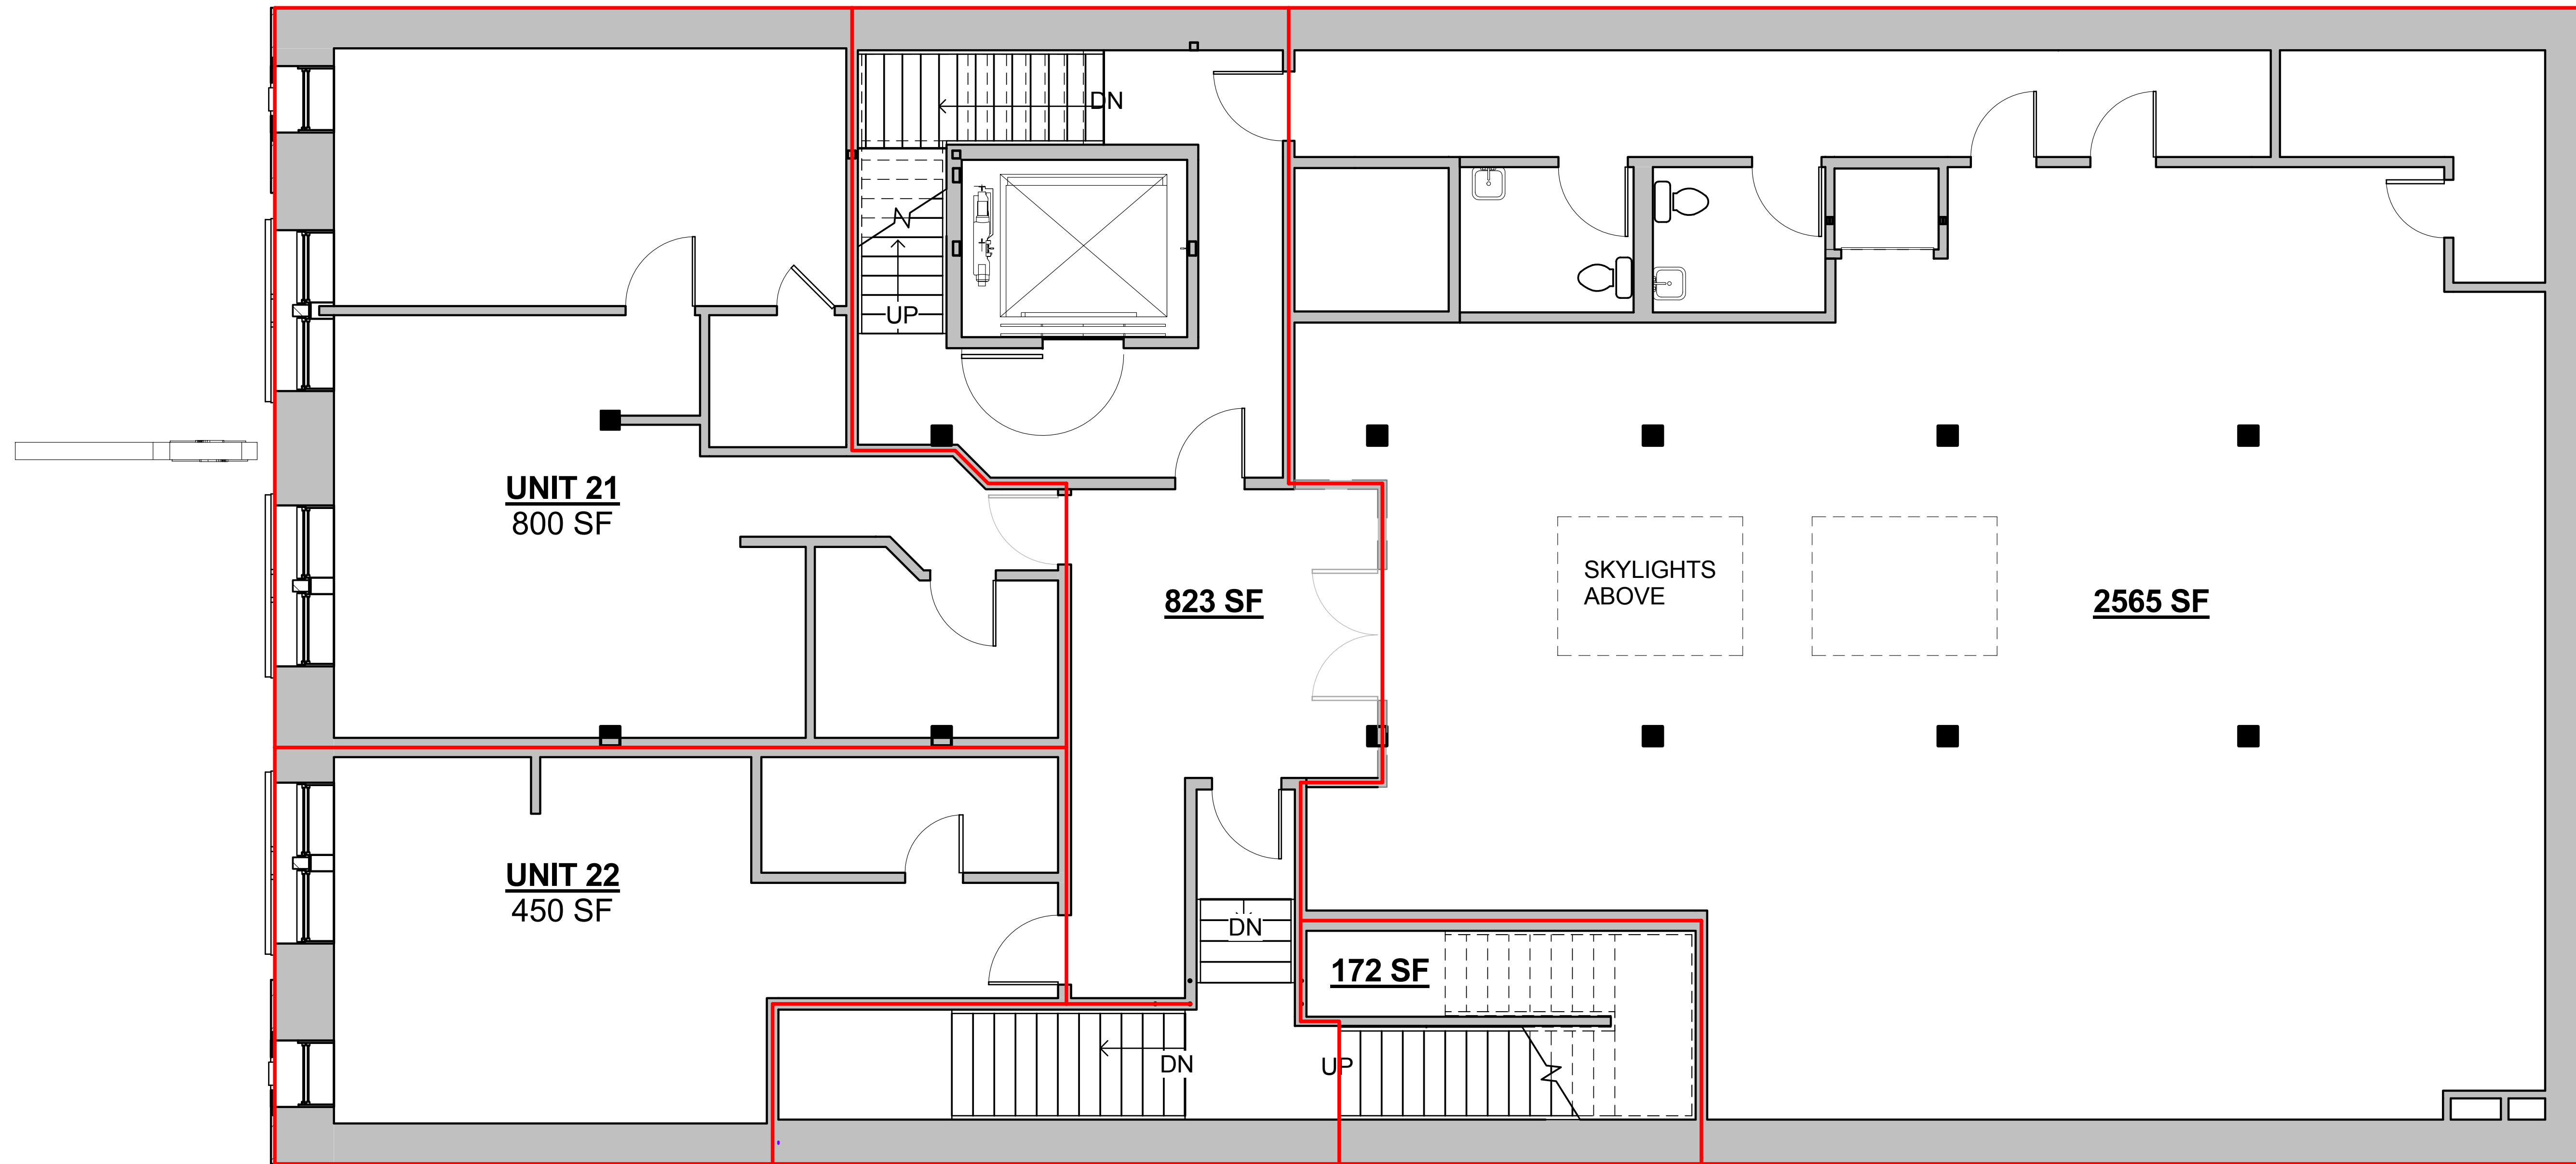 DN
UP
UNIT 21
800 SF
SKYLIGHTS
ABOVE
823 SF
2565 SF
UNIT 22
450 SF
DN
172 SF
DN
UP